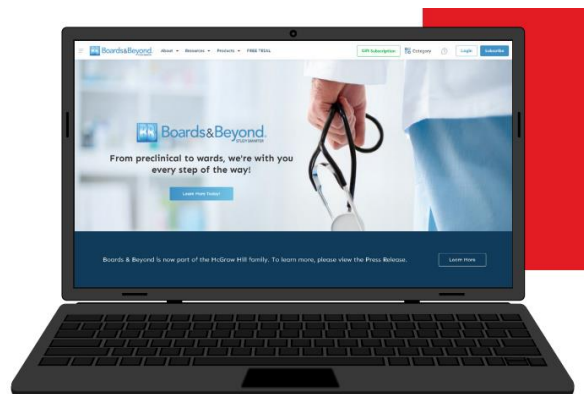 Boards&Beyond. About Resources Products FREE TRIAL Gift Subscription Category Login Subscribe
Boards&Beyond.
STUDY SMARTER
From preclinical to wards, we're with you
every step of the way!
Learn More Today!
Boards & Beyond is now part of the McGraw Hill family. To learn more, please view the Press Release. Learn More